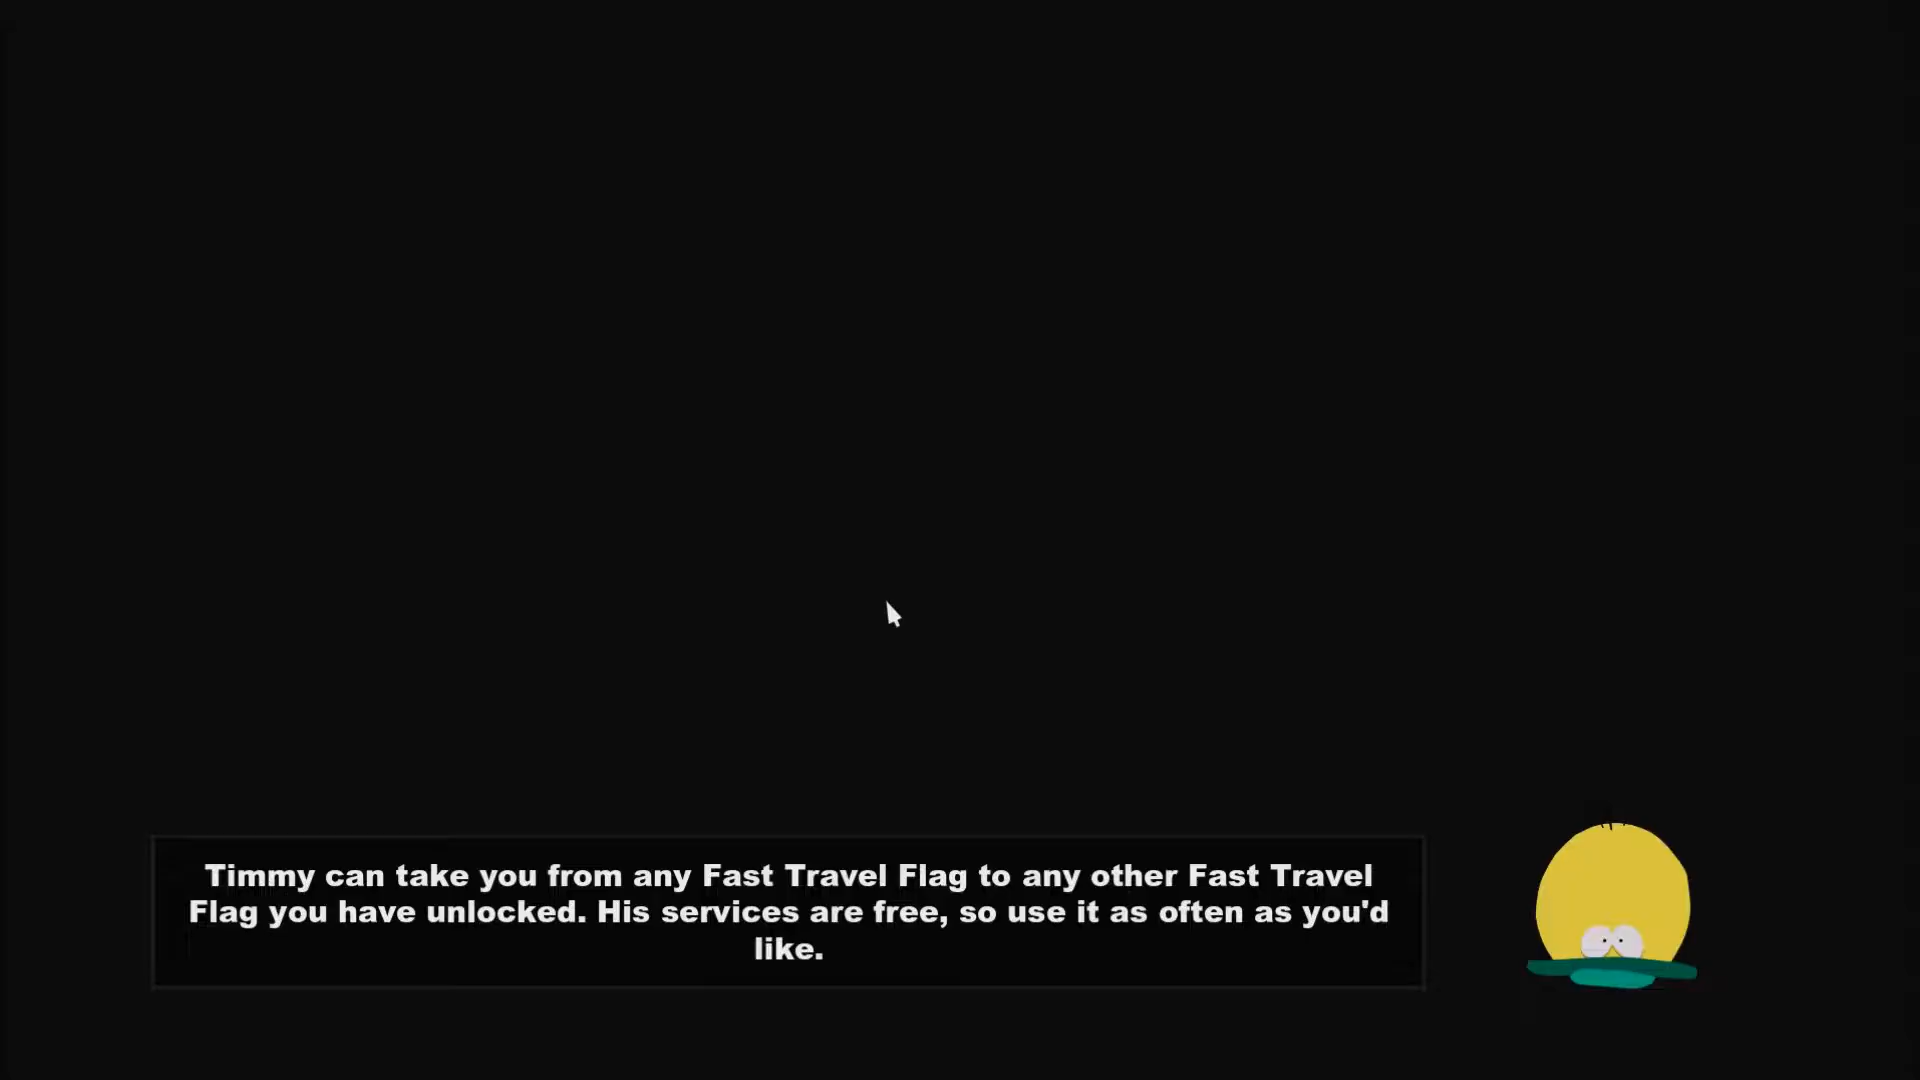 Timmy can take you from any Fast Travel Flag to any other Fast Travel
Flag you have unlocked. His services are free, so use it as often as you'd
like.